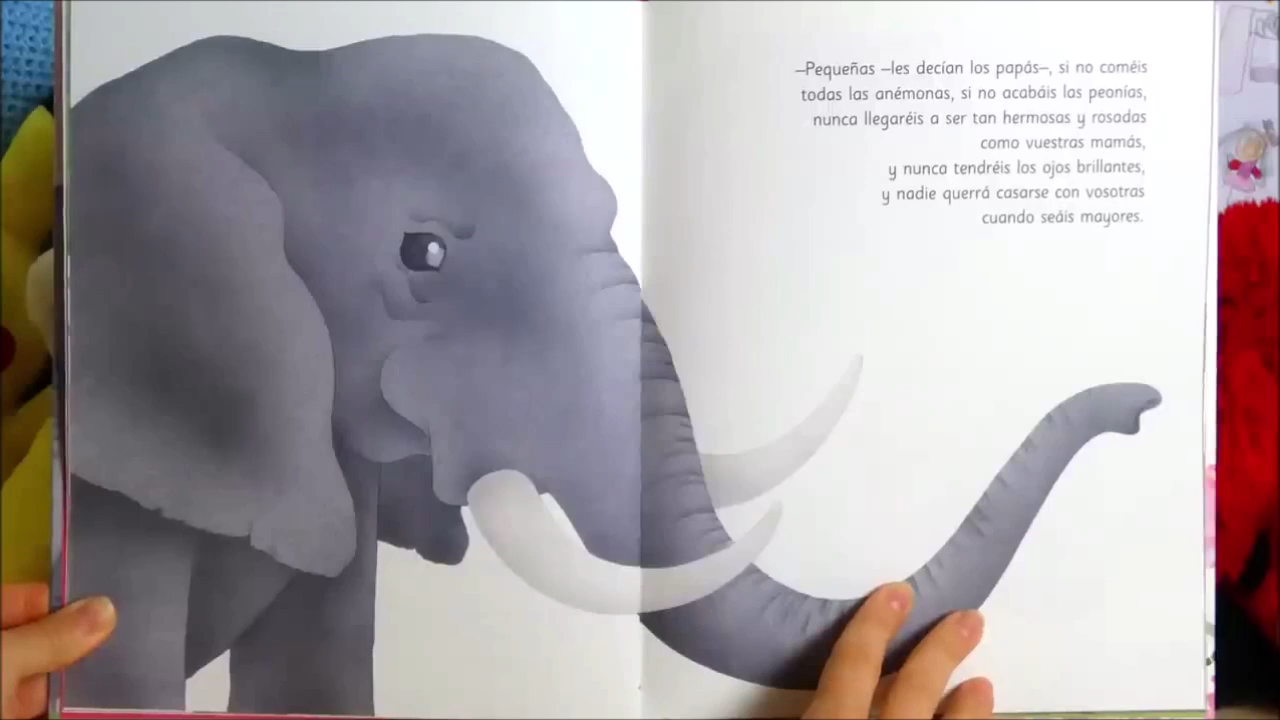 –Pequeñas –les decían los papás–, si no coméis
todas las anémonas, si no acabáis las peonías,
nunca llegaréis a ser tan hermosas y rosadas
como vuestras mamás,
y nunca tendréis los ojos brillantes,
y nadie querrá casarse con vosotras
cuando seáis mayores.